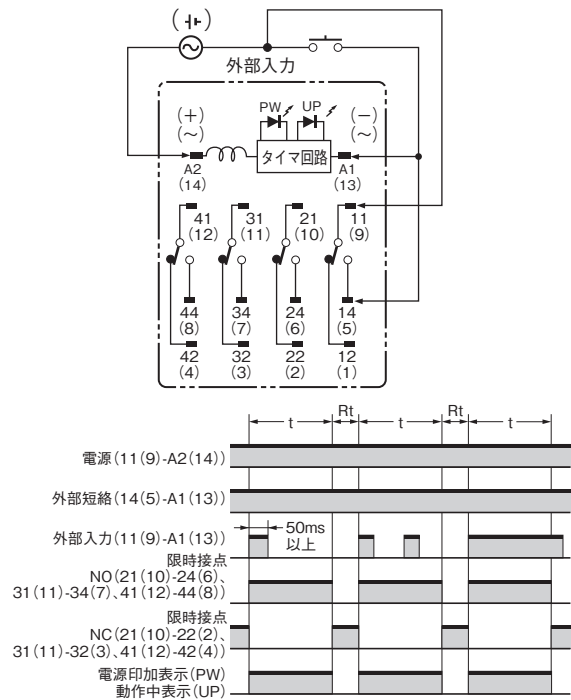 外部入力
PW UP
(+) (−)
(～) (～)
タイマ回路
A2 A1
(14) (13)
41 31 21 11
(12) (11) (10) (9)
44 34 24 14
(8) (7) (6) (5)
42 32 22 12
(4) (3) (2) (1)
t Rt t Rt t
電源(11(9)-A2(14))
外部短絡(14(5)-A1(13))
外部入力(11(9)-A1(13))
50ms
以上
限時接点
NO(21(10)-24(6)、
31(11)-34(7)、41(12)-44(8))
限時接点
NC(21(10)-22(2)、
31(11)-32(3)、41(12)-42(4))
電源印加表示(PW)
動作中表示(UP)